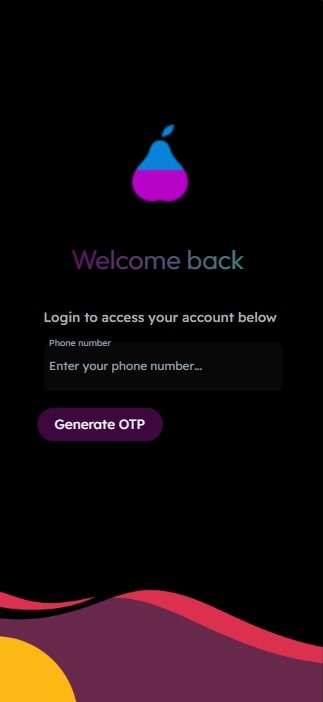 Welcome back
Login to access your account below
Phone number
Enter your phone number...
Generate OTP